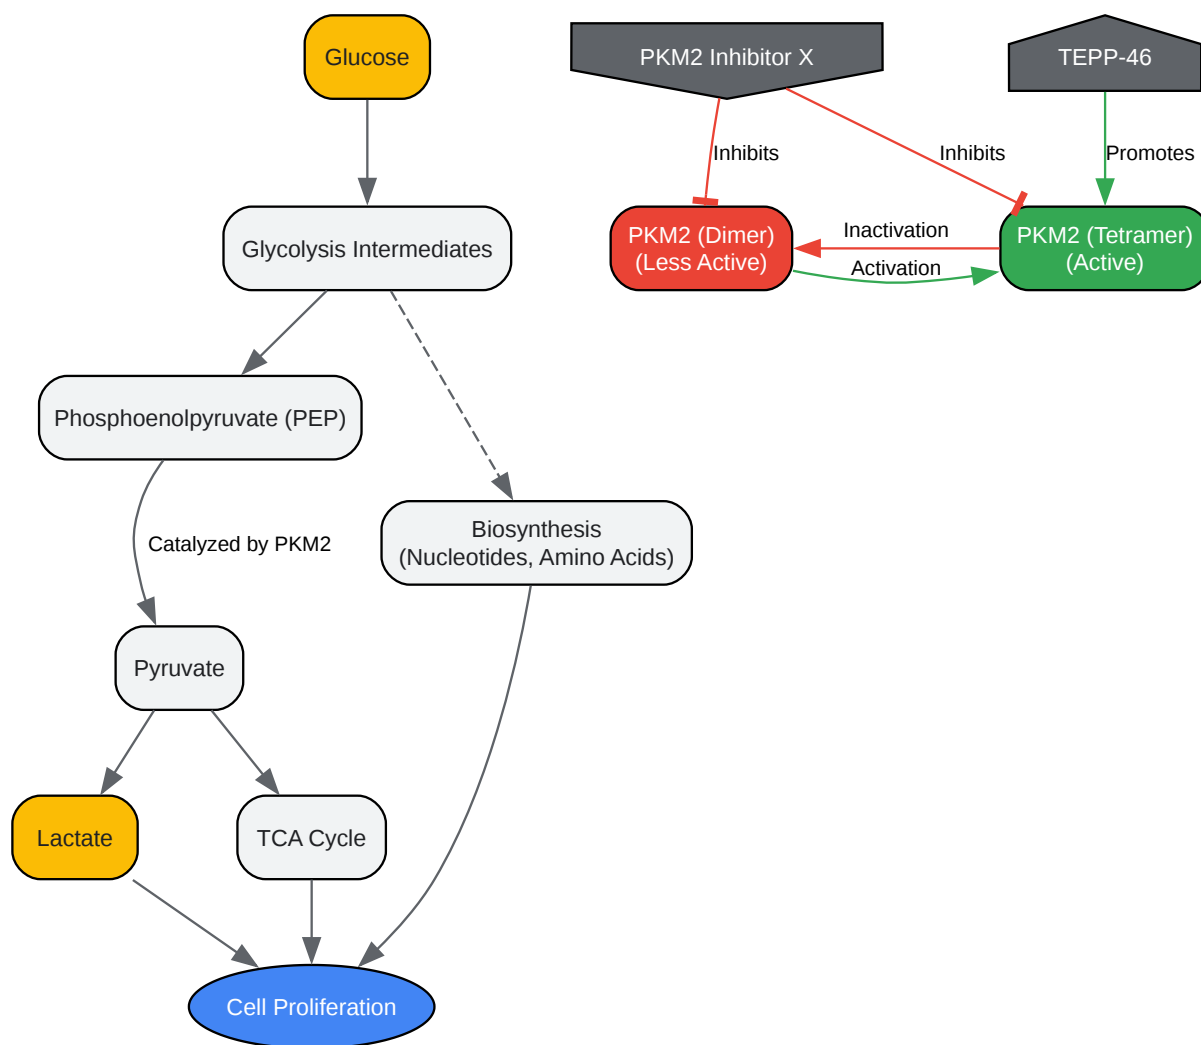 Glucose
PKM2 Inhibitor X
TEPP-46
Inhibits
Inhibits
Promotes
Glycolysis Intermediates
PKM2 (Dimer)
(Less Active)
Inactivation
Activation
PKM2 (Tetramer)
(Active)
Phosphoenolpyruvate (PEP)
Catalyzed by PKM2
Biosynthesis
(Nucleotides, Amino Acids)
Pyruvate
Lactate
TCA Cycle
Cell Proliferation